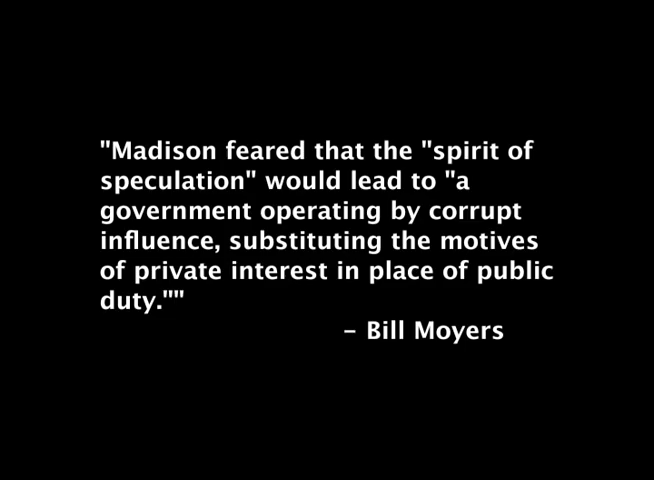 "Madison feared that the "spirit of
speculation" would lead to "a
government operating by corrupt
influence, substituting the motives
of private interest in place of public
duty.""
– Bill Moyers